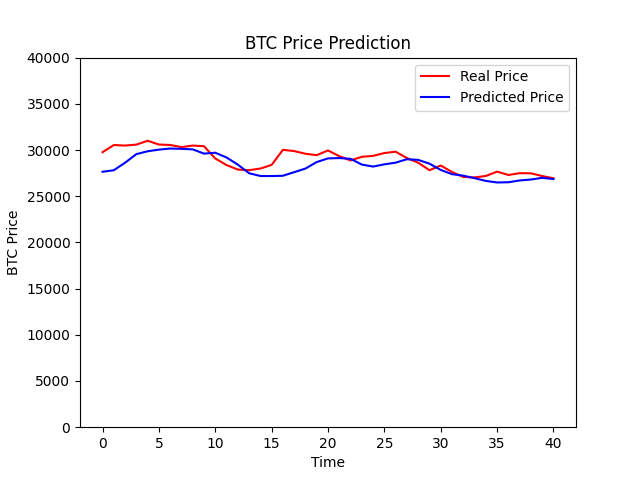 BTC Price Prediction
Real Price
Predicted Price
40000
35000
30000
25000
20000
15000
10000
5000
0
BTC Price
0 5 10 15 20 25 30 35 40
Time